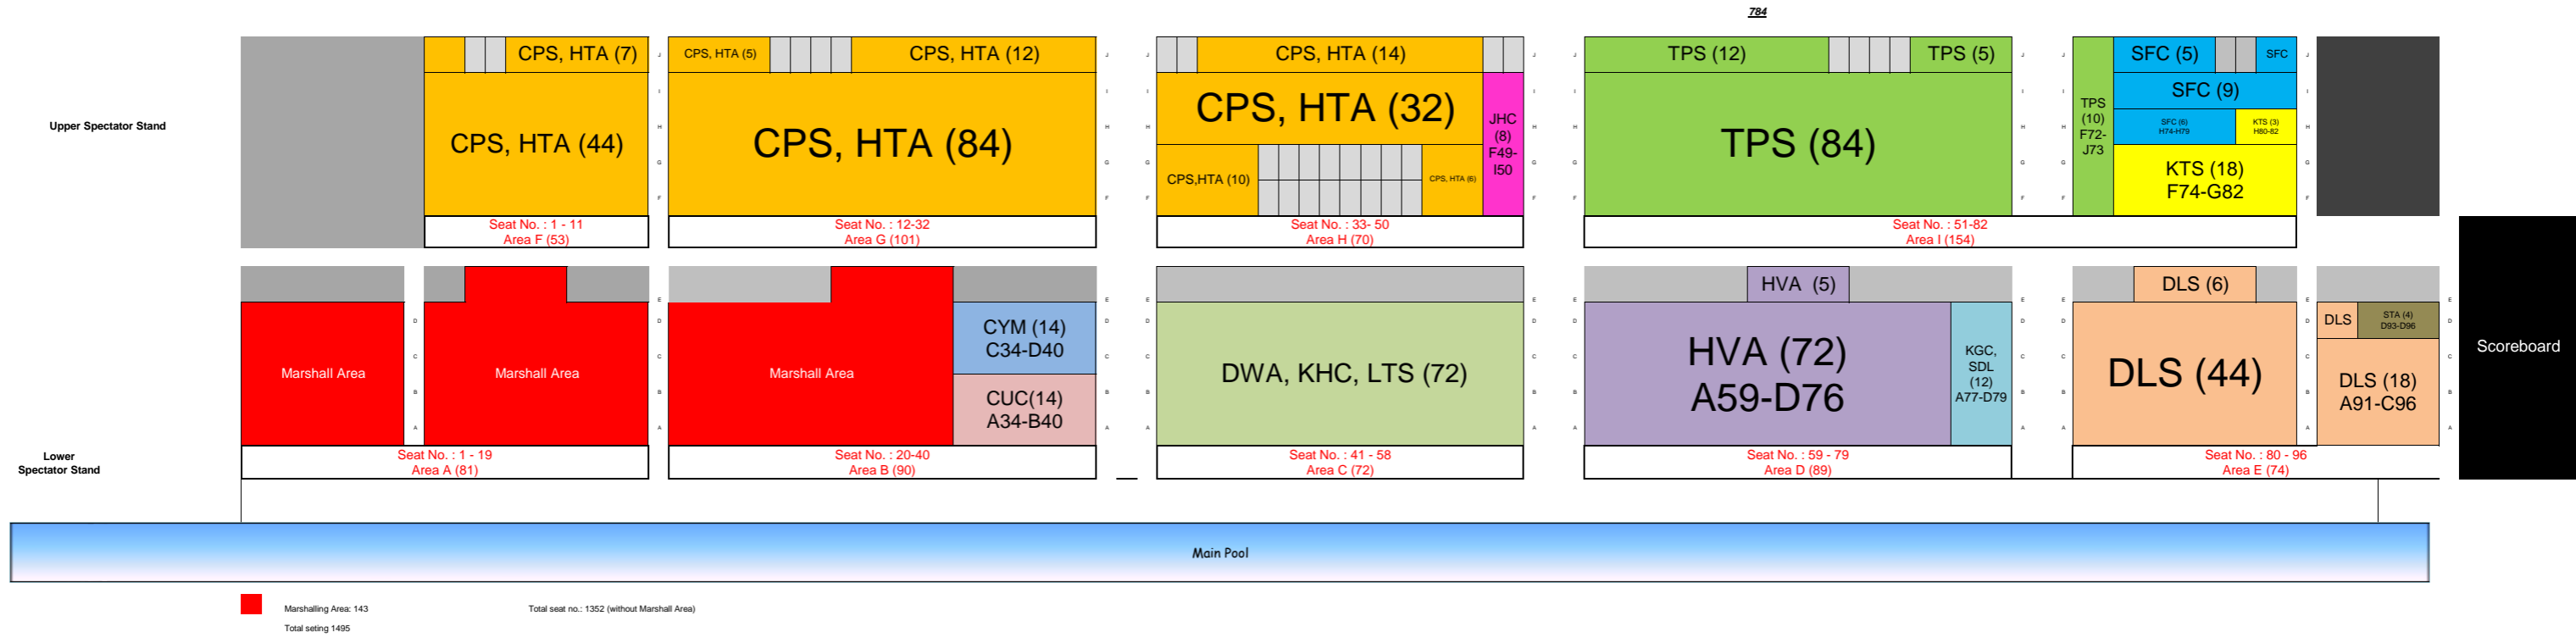 784
CPS, HTA (7)
CPS, HTA (5)
CPS, HTA (12)
CPS, HTA (14)
TPS (12)
TPS (5)
SFC (5)
SFC
Upper Spectator Stand
CPS, HTA (44)
CPS, HTA (84)
CPS, HTA (32)
CPS,HTA (10)
CPS, HTA (6)
JHC
(8)
F49-
I50
TPS (84)
TPS
(10)
F72-
J73
SFC (9)
SFC (6)
H74-H79
KTS (3)
H80-82
KTS (18)
F74-G82
J
I
H
G
F
J
I
H
G
F
J
I
H
G
F
J
I
H
G
F
J
I
H
G
F
J
I
H
G
F
J
I
H
G
F
J
I
H
G
F
Seat No. : 1 - 11
Area F (53)
Seat No. : 12-32
Area G (101)
Seat No. : 33- 50
Area H (70)
Seat No. : 51-82
Area I (154)
Marshall Area
Marshall Area
Marshall Area
CYM (14)
C34-D40
CUC(14)
A34-B40
DWA, KHC, LTS (72)
HVA (5)
HVA (72)
A59-D76
KGC,
SDL
(12)
A77-D79
DLS (6)
DLS (44)
DLS
STA (4)
D93-D96
DLS (18)
A91-C96
Scoreboard
D
C
B
A
E
D
C
B
A
E
D
C
B
A
E
D
C
B
A
E
D
C
B
A
E
D
C
B
A
E
D
C
B
A
E
D
C
B
A
E
D
C
B
A
E
D
C
B
A
Lower
Spectator Stand
Seat No. : 1 - 19
Area A (81)
Seat No. : 20-40
Area B (90)
Seat No. : 41 - 58
Area C (72)
Seat No. : 59 - 79
Area D (89)
Seat No. : 80 - 96
Area E (74)
Main Pool
Marshalling Area: 143
Total seat no.: 1352 (without Marshall Area)
Total seting 1495